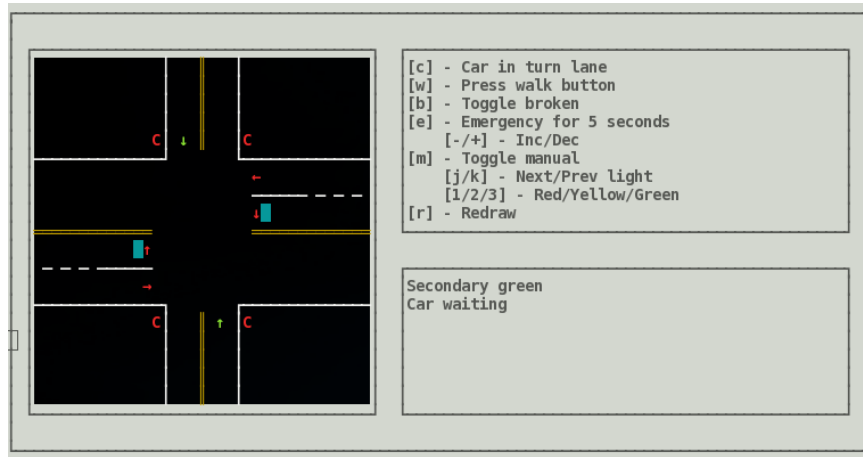 C ↓ C
←
↓
↑
→
C ↑ C
[c] - Car in turn lane
[w] - Press walk button
[b] - Toggle broken
[e] - Emergency for 5 seconds
[-/+] - Inc/Dec
[m] - Toggle manual
[j/k] - Next/Prev light
[1/2/3] - Red/Yellow/Green
[r] - Redraw
Secondary green
Car waiting